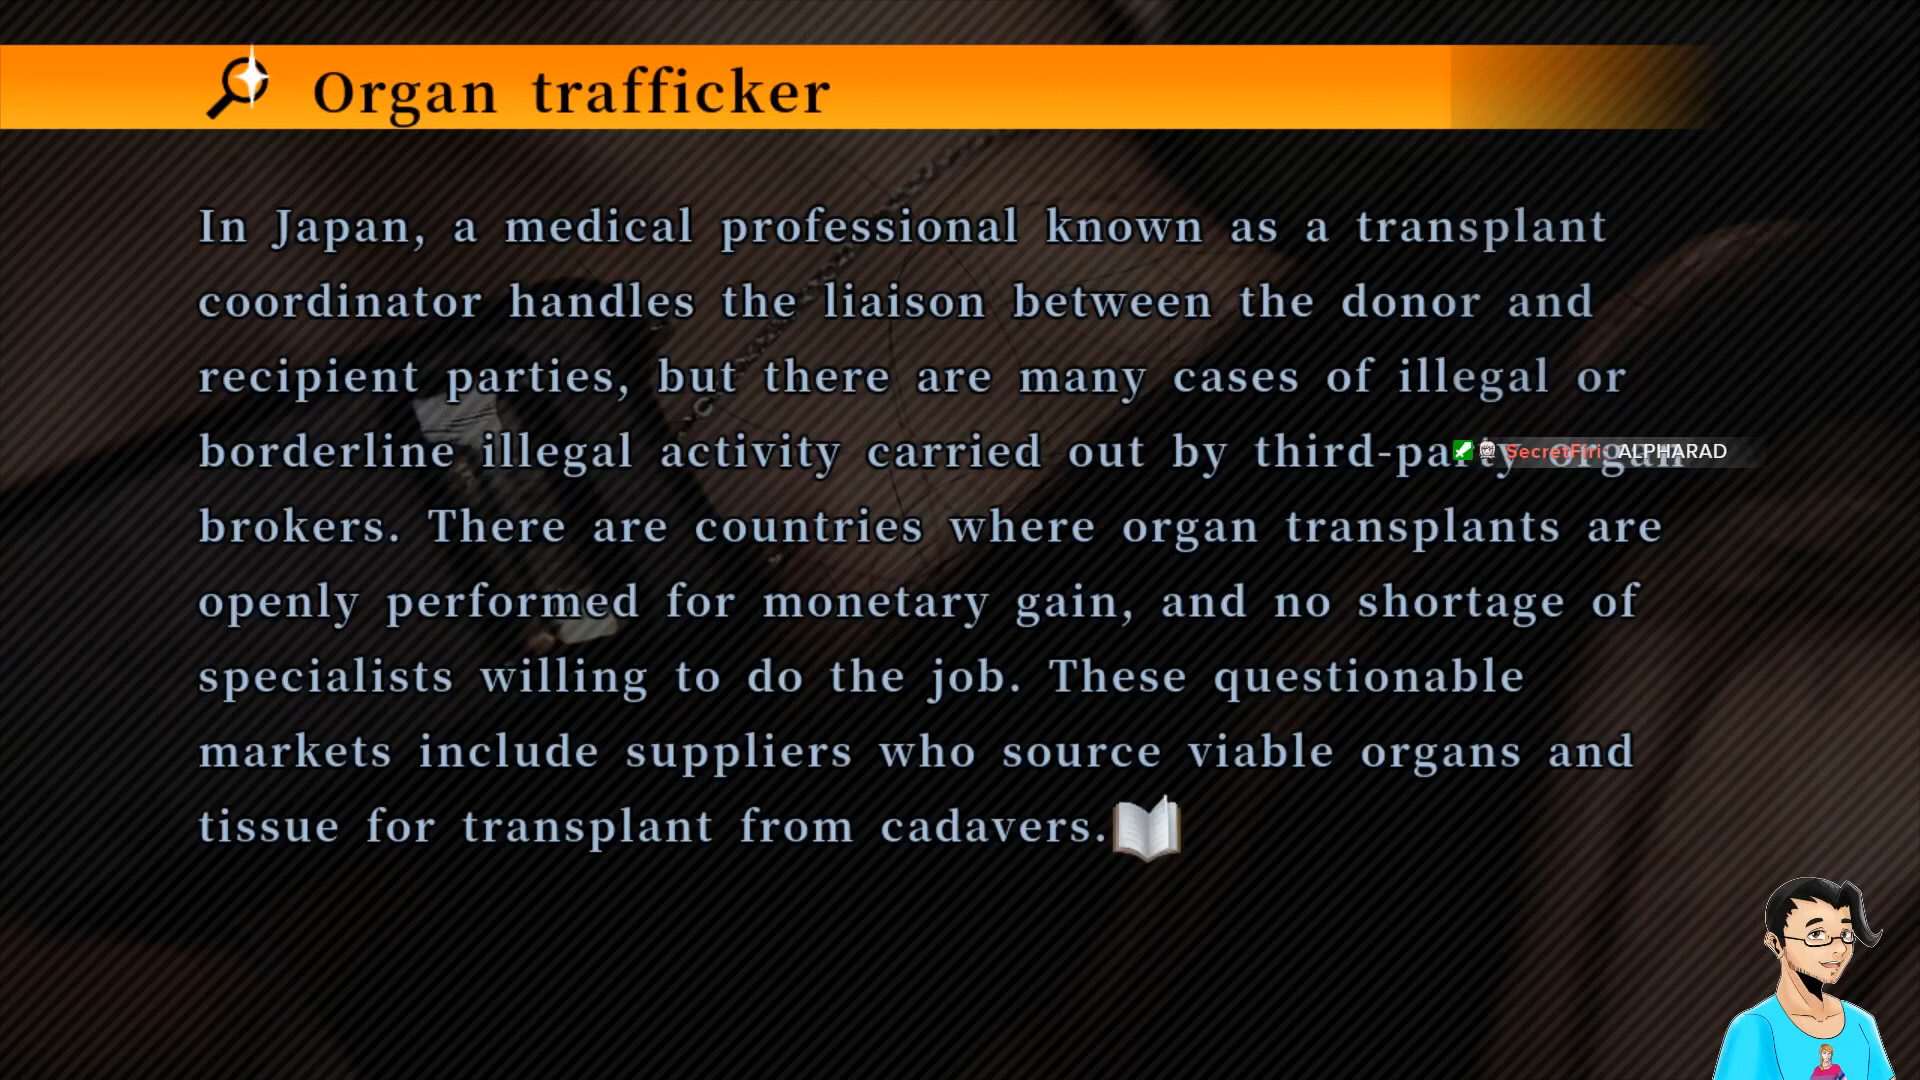 Organ trafficker
In Japan, a medical professional known as a transplant
coordinator handles the liaison between the donor and
recipient parties, but there are many cases of illegal or
borderline illegal activity carried out by third-party organ
SecretFiri ALPHARAD
brokers. There are countries where organ transplants are
openly performed for monetary gain, and no shortage of
specialists willing to do the job. These questionable
markets include suppliers who source viable organs and
tissue for transplant from cadavers.